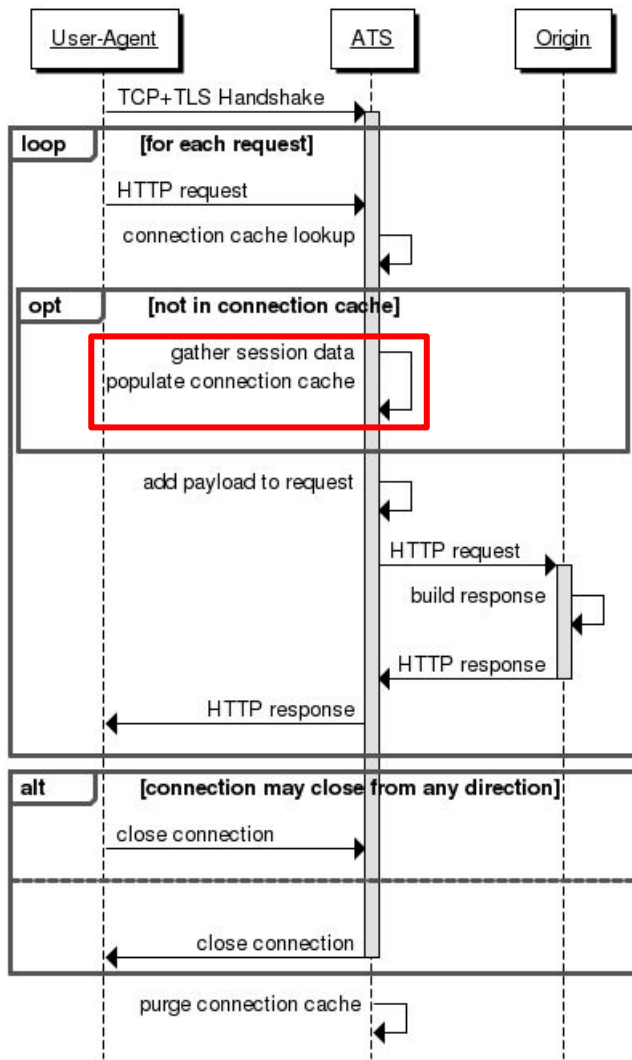 User-Agent
ATS
Origin
TCP+TLS Handshake
loop
[for each request]
HTTP request
connection cache lookup
opt
[not in connection cache]
gather session data
populate connection cache
add payload to request
HTTP request
build response
HTTP response
HTTP response
alt
[connection may close from any direction]
close connection
close connection
purge connection cache